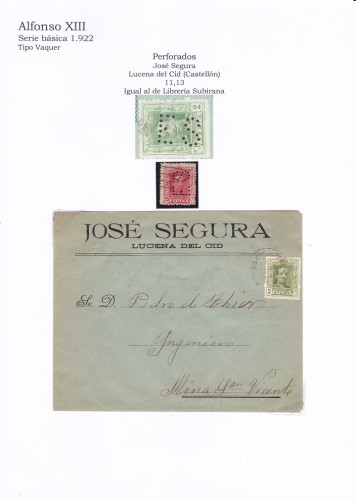 Alfonso XIII
Serie básica 1.922
Tipo Vaquer
Perforados
José Segura
Lucena del Cid (Castellón)
11,13
Igual al de Librería Subirana
JOSÉ SEGURA
LUCENA DEL CID
Sr. D. Pedro de
Ingeniero
Mina San Vicente